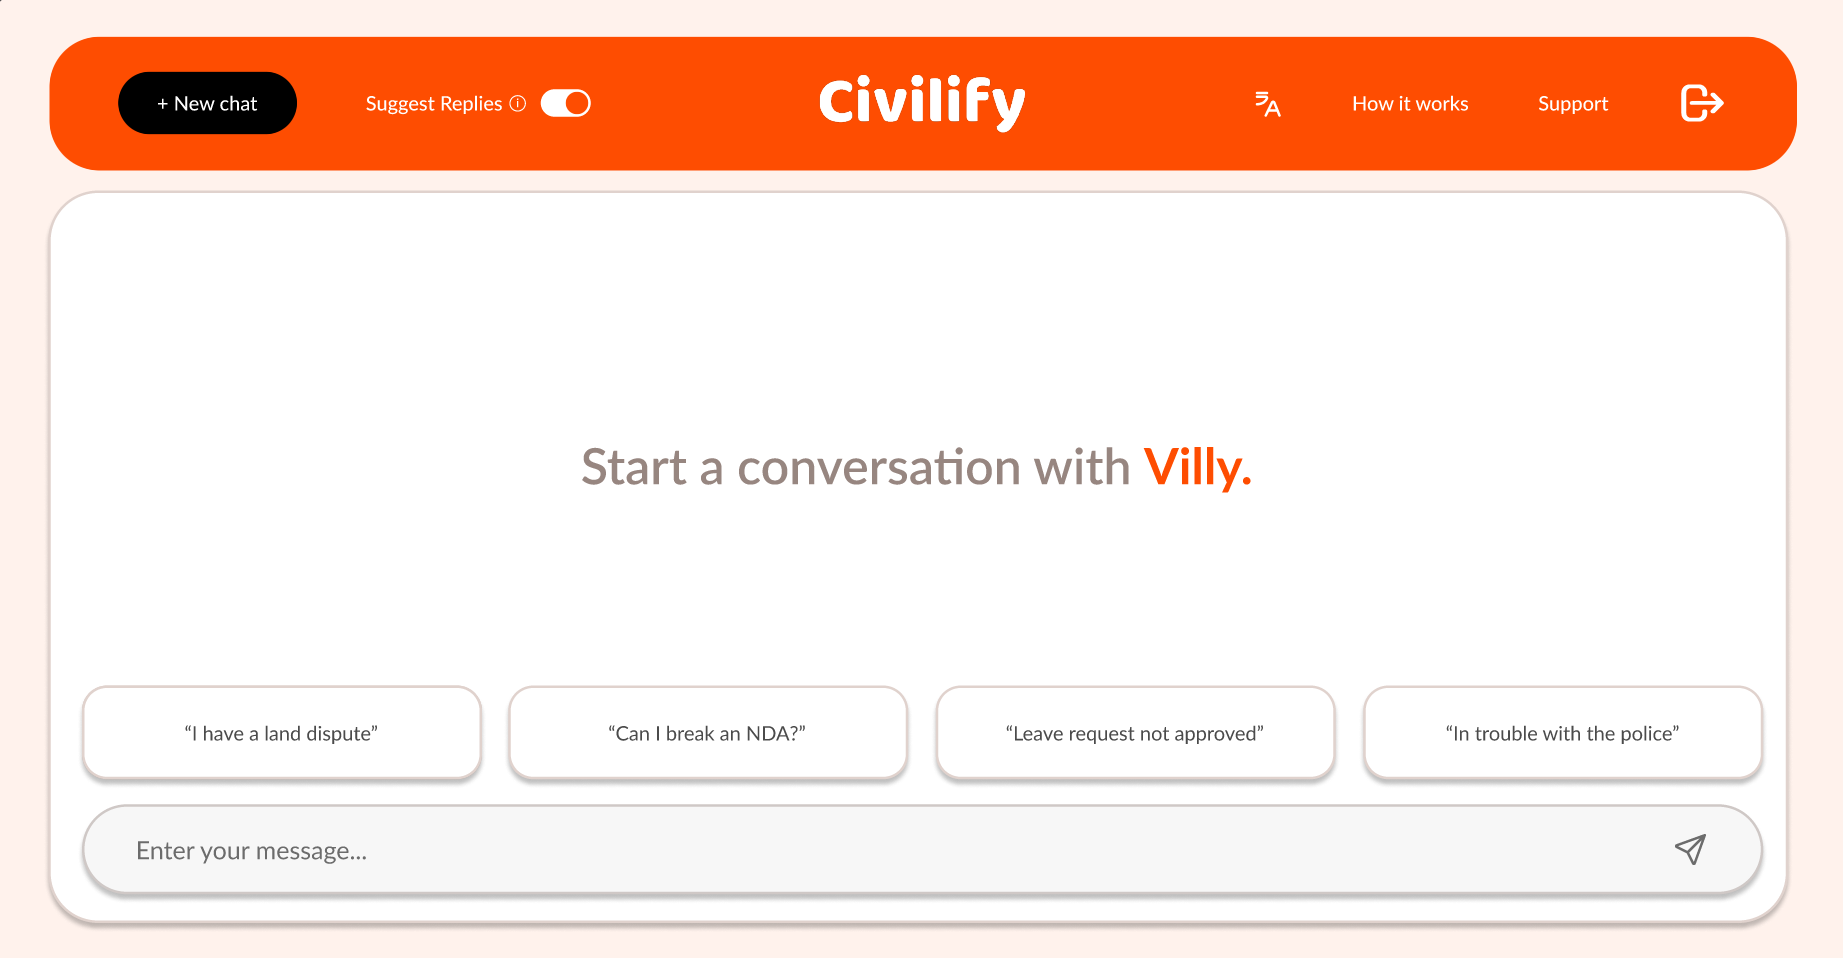 + New chat
Suggest Replies
Civilify
How it works
Support
Start a conversation with Villy.
“I have a land dispute”
“Can I break an NDA?”
“Leave request not approved”
“In trouble with the police”
Enter your message...